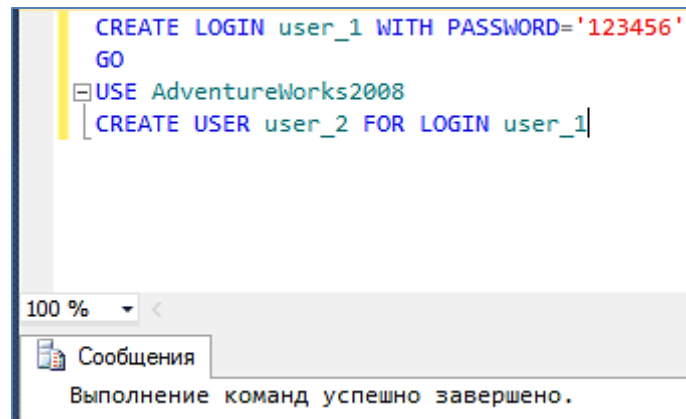 CREATE LOGIN user_1 WITH PASSWORD='123456'
GO
USE AdventureWorks2008
CREATE USER user_2 FOR LOGIN user_1
100 %
Сообщения
Выполнение команд успешно завершено.